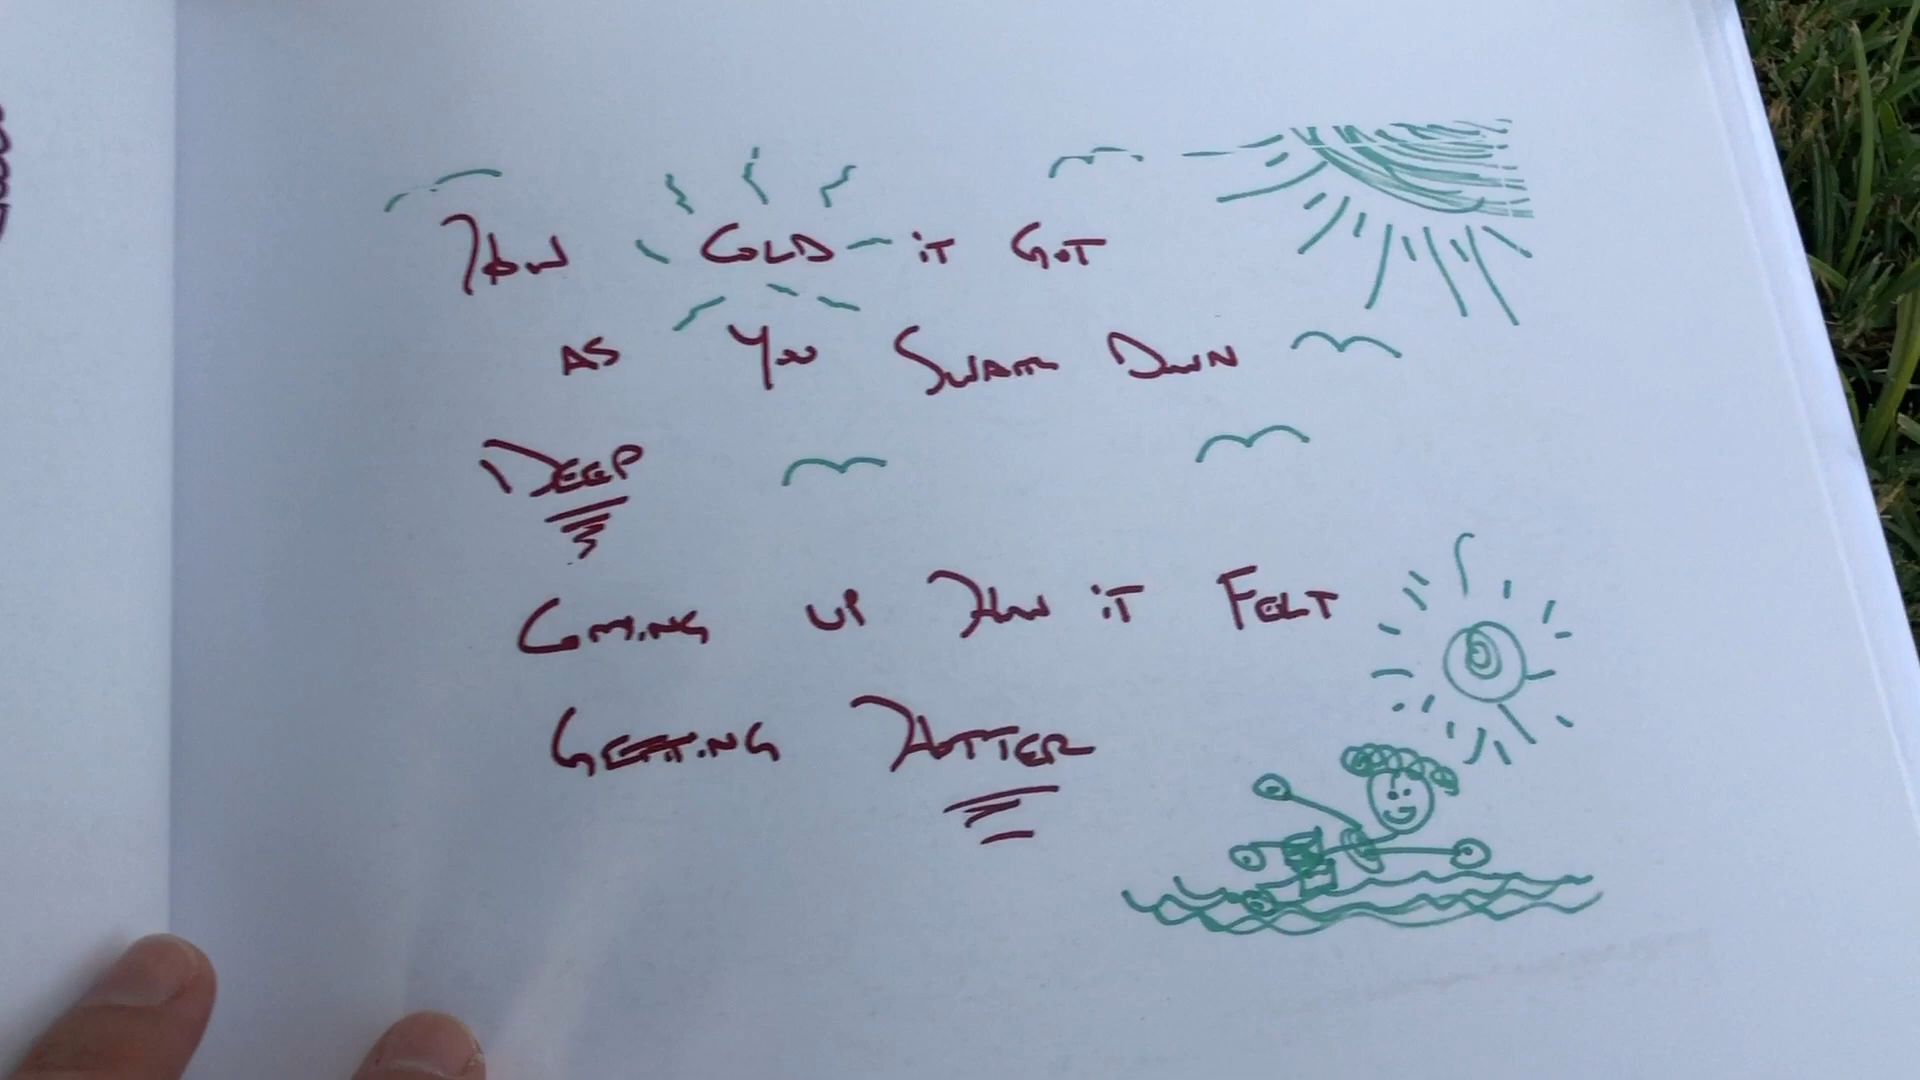 How COLD iT GoT
AS You SWAM DOWN
DEEP
COMING UP How iT FELT
GETTING HOTTER